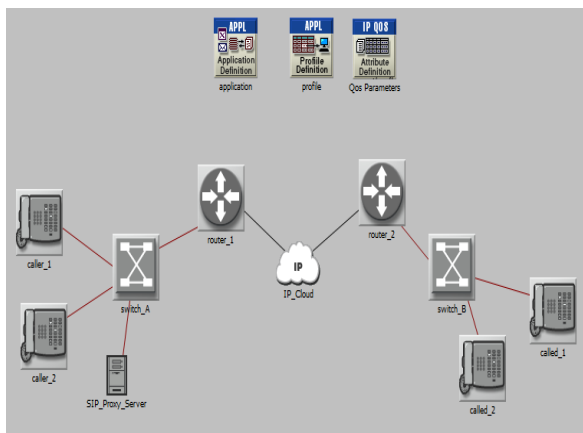 APPL
Application
Definition
application
APPL
Profile
Definition
profile
IP QOS
Attribute
Definition
Qos Parameters
caller_1
router_1
router_2
IP
IP_Cloud
switch_A
switch_B
caller_2
SIP_Proxy_Server
called_1
called_2